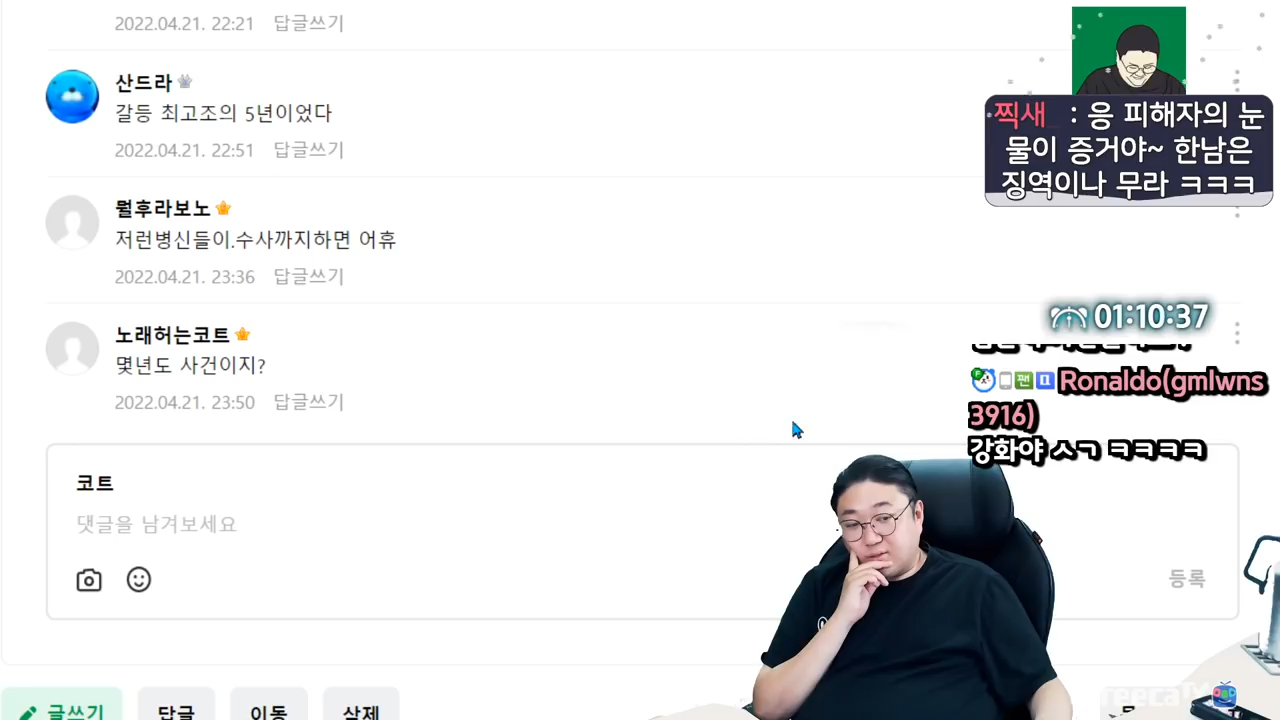 2022.04.21. 22:21 답글쓰기
산드라
갈등 최고조의 5년이었다
2022.04.21. 22:51 답글쓰기
뭘후라보노
저런병신들이.수사까지하면 어휴
2022.04.21. 23:36 답글쓰기
노래허는코트
몇년도 사건이지?
2022.04.21. 23:50 답글쓰기
코트
댓글을 남겨보세요
등록
글쓰기 답글 이동 삭제
찍새 : 응 피해자의 눈
물이 증거야~ 한남은
징역이나 무라 ㅋㅋㅋ
01:10:37
F 팬 Ronaldo(gmlwns
3916)
강화야 ㅅㄱ ㅋㅋㅋㅋ
reecaTV